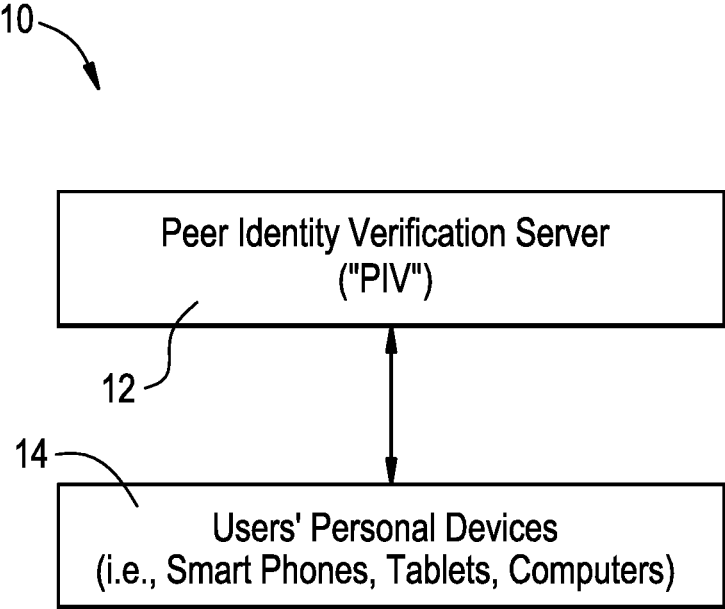 10
Peer Identity Verification Server
("PIV")
12
14
Users' Personal Devices
(i.e., Smart Phones, Tablets, Computers)